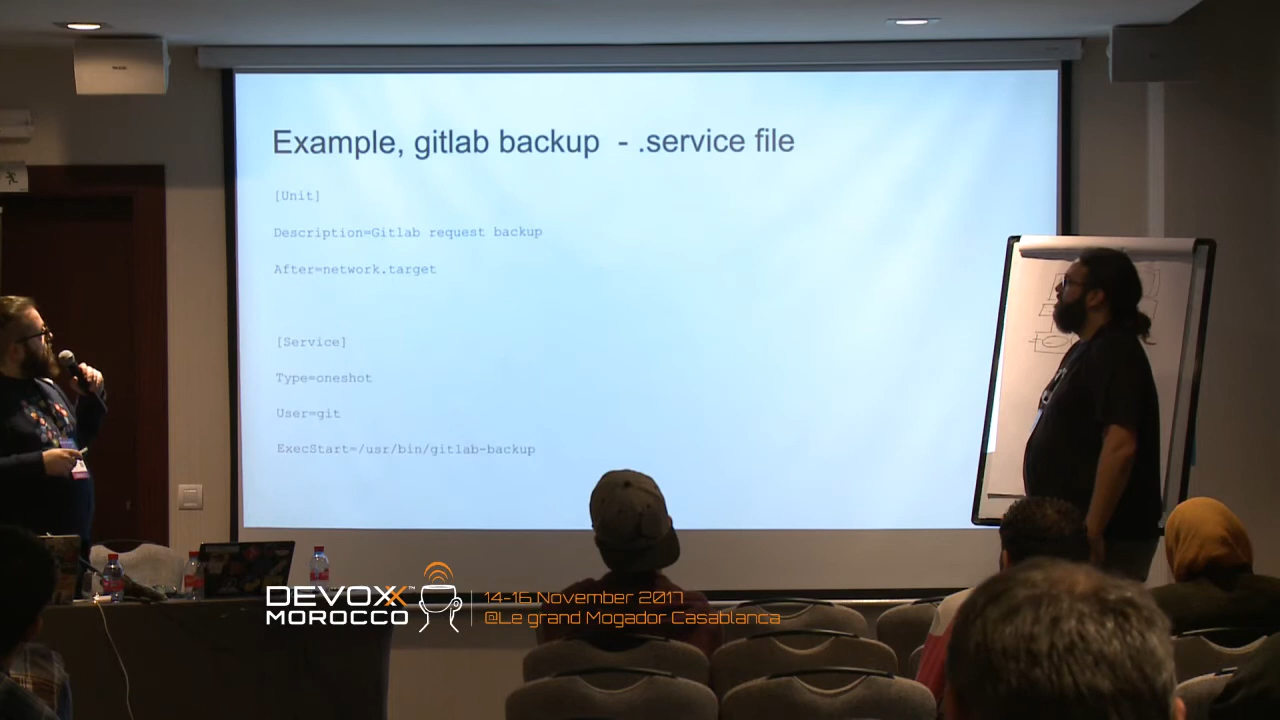 Example, gitlab backup - .service file
[Unit]
Description=Gitlab request backup
After=network.target
[Service]
Type=oneshot
User=git
ExecStart=/usr/bin/gitlab-backup
DEVOXX™
MOROCCO
14-16 November 2017
@Le grand Mogador Casablanca